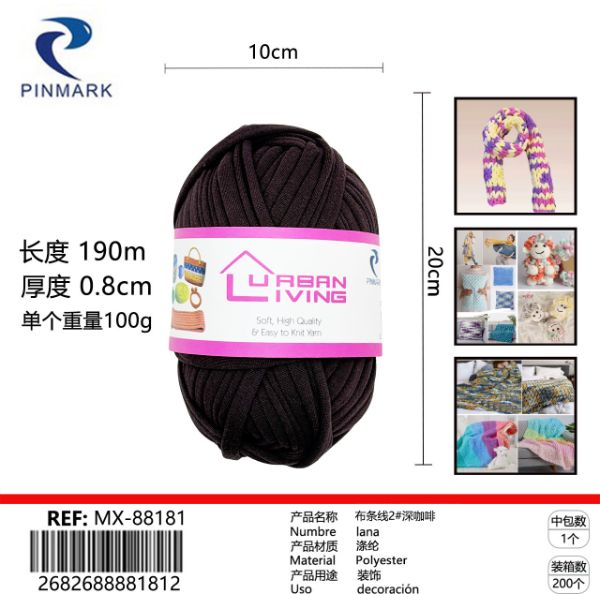 PINMARK
10cm
20cm
长度 190m
厚度 0.8cm
单个重量100g
URBAN
LIVING
Soft, High Quality
& Easy to Knit Yarn
PINMARK
REF: MX-88181
2682688881812
产品名称 布条线2#深咖啡
Nombre lana
产品材质 涤纶
Material Polyester
产品用途 装饰
Uso decoración
中包数
1个
装箱数
200个